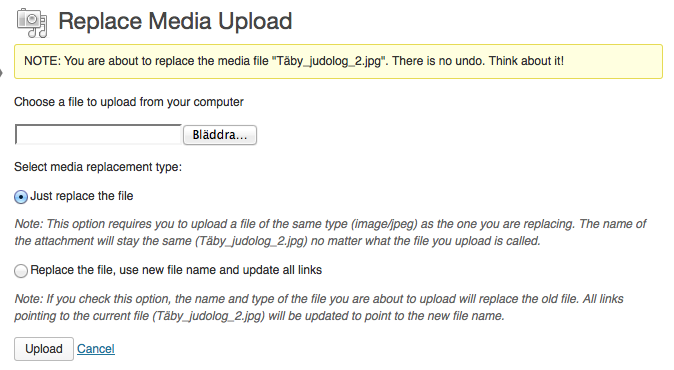 Replace Media Upload
NOTE: You are about to replace the media file "Täby_judolog_2.jpg". There is no undo. Think about it!
Choose a file to upload from your computer
Bläddra...
Select media replacement type:
Just replace the file
Note: This option requires you to upload a file of the same type (image/jpeg) as the one you are replacing. The name of
the attachment will stay the same (Täby_judolog_2.jpg) no matter what the file you upload is called.
Replace the file, use new file name and update all links
Note: If you check this option, the name and type of the file you are about to upload will replace the old file. All links
pointing to the current file (Täby_judolog_2.jpg) will be updated to point to the new file name.
Upload Cancel